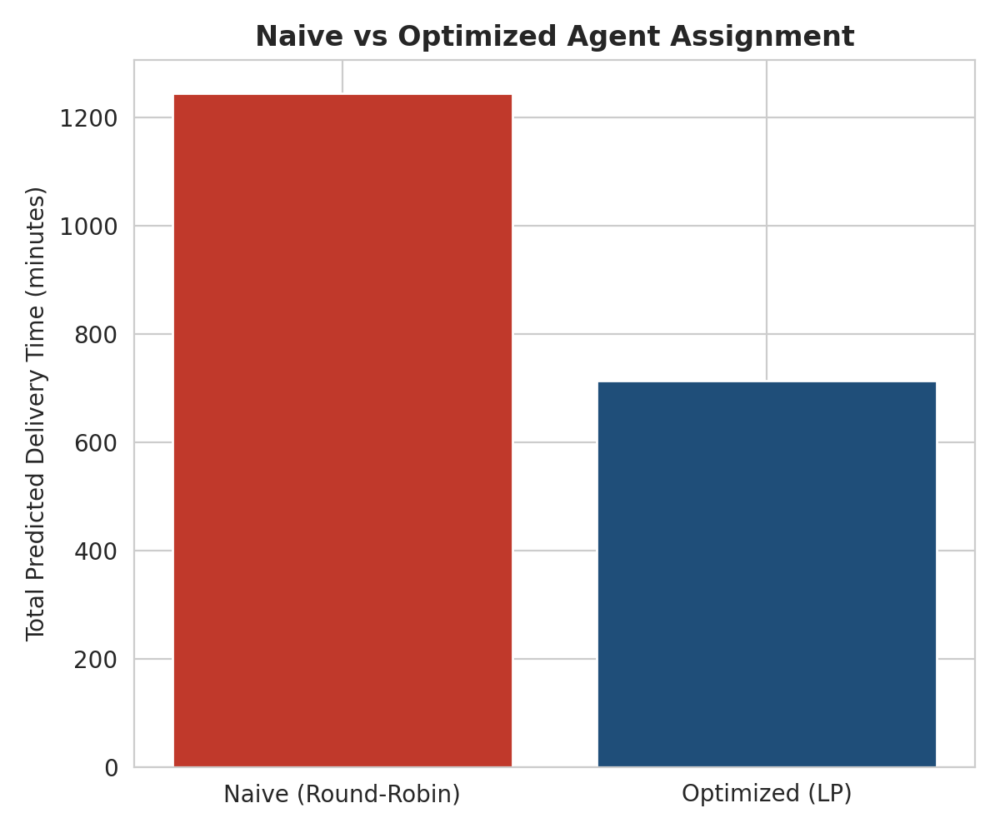 Naive vs Optimized Agent Assignment
Total Predicted Delivery Time (minutes)
1200
1000
800
600
400
200
0
Naive (Round-Robin)
Optimized (LP)